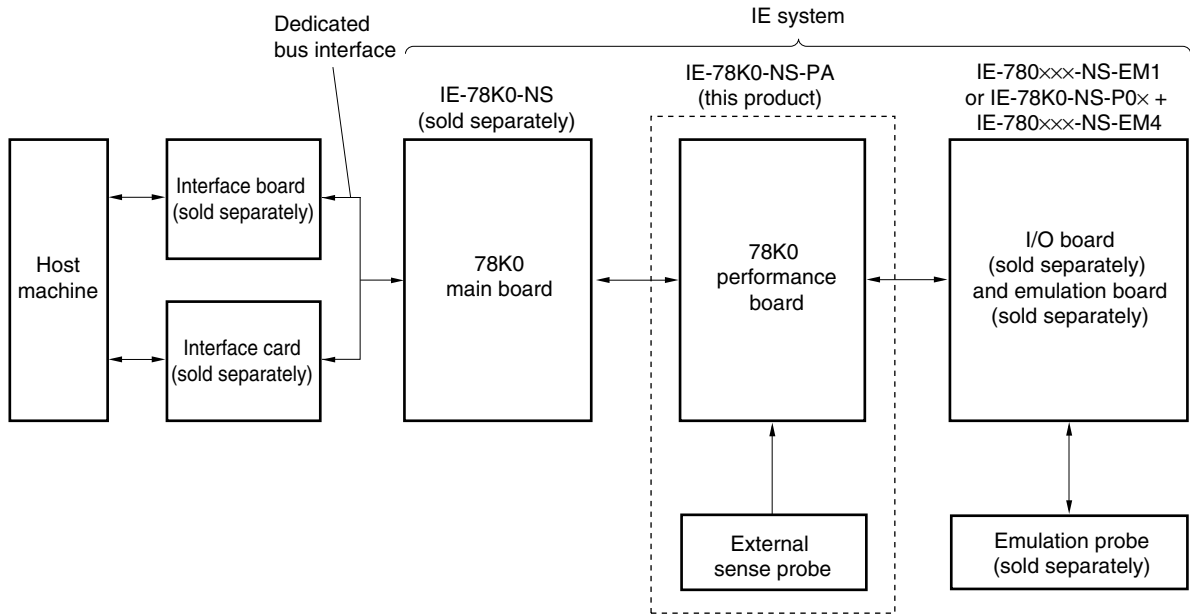 IE system
Dedicated
bus interface
IE-78K0-NS
(sold separately)
IE-78K0-NS-PA
(this product)
IE-780×××-NS-EM1
or IE-78K0-NS-P0× +
IE-780×××-NS-EM4
Host
machine
Interface board
(sold separately)
Interface card
(sold separately)
78K0
main board
78K0
performance
board
I/O board
(sold separately)
and emulation board
(sold separately)
External
sense probe
Emulation probe
(sold separately)